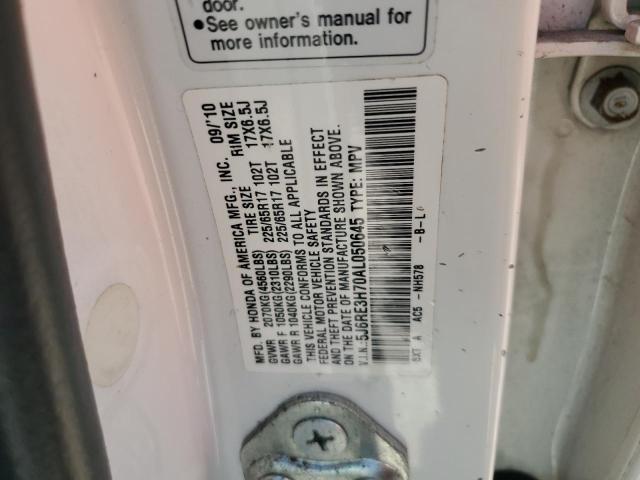 door.
•See owner's manual for
more information.
MFD. BY HONDA OF AMERICA MFG., INC. 09/'10
TIRE SIZE RIM SIZE
GVWR 2070KG(4560LBS) 225/65R17 102T 17X6.5J
GAWR F 1050KG(2310LBS) 225/65R17 102T 17X6.5J
GAWR R 1040KG(2290LBS)
THIS VEHICLE CONFORMS TO ALL APPLICABLE
FEDERAL MOTOR VEHICLE SAFETY
AND THEFT PREVENTION STANDARDS IN EFFECT
ON THE DATE OF MANUFACTURE SHOWN ABOVE.
V.I.N.:5J6RE3H70AL050645 TYPE: MPV
SXT A AC5 -NH578 -B-L